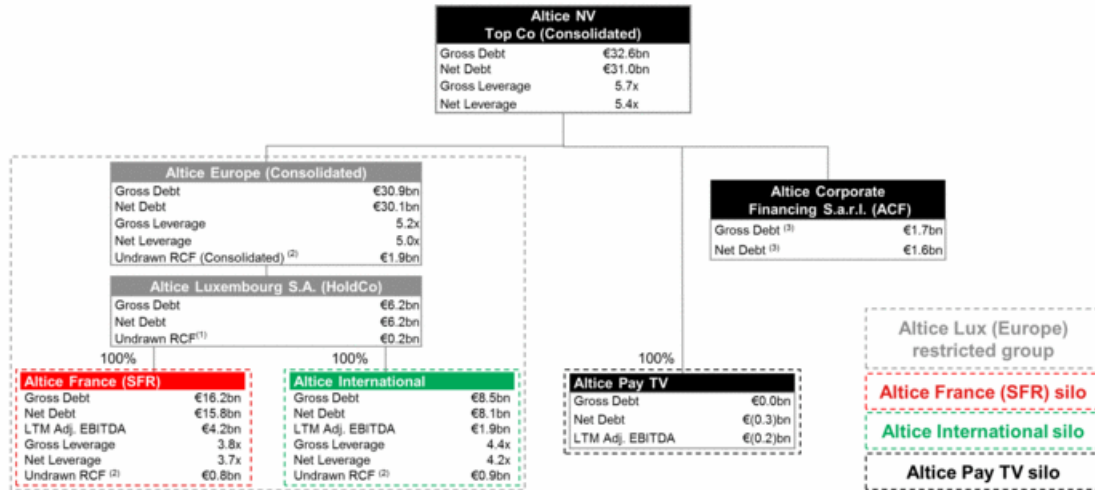 Altice NV
Top Co (Consolidated)
Gross Debt €32.6bn
Net Debt €31.0bn
Gross Leverage 5.7x
Net Leverage 5.4x
Altice Europe (Consolidated)
Gross Debt €30.9bn
Net Debt €30.1bn
Gross Leverage 5.2x
Net Leverage 5.0x
Undrawn RCF (Consolidated) (2) €1.9bn
Altice Corporate
Financing S.a.r.l. (ACF)
Gross Debt (3) €1.7bn
Net Debt (3) €1.6bn
Altice Luxembourg S.A. (HoldCo)
Gross Debt €6.2bn
Net Debt €6.2bn
Undrawn RCF(1) €0.2bn
100%
100%
100%
Altice France (SFR)
Gross Debt €16.2bn
Net Debt €15.8bn
LTM Adj. EBITDA €4.2bn
Gross Leverage 3.8x
Net Leverage 3.7x
Undrawn RCF (2) €0.8bn
Altice International
Gross Debt €8.5bn
Net Debt €8.1bn
LTM Adj. EBITDA €1.9bn
Gross Leverage 4.4x
Net Leverage 4.2x
Undrawn RCF (2) €0.9bn
Altice Pay TV
Gross Debt €0.0bn
Net Debt €(0.3)bn
LTM Adj. EBITDA €(0.2)bn
Altice Lux (Europe)
restricted group
Altice France (SFR) silo
Altice International silo
Altice Pay TV silo